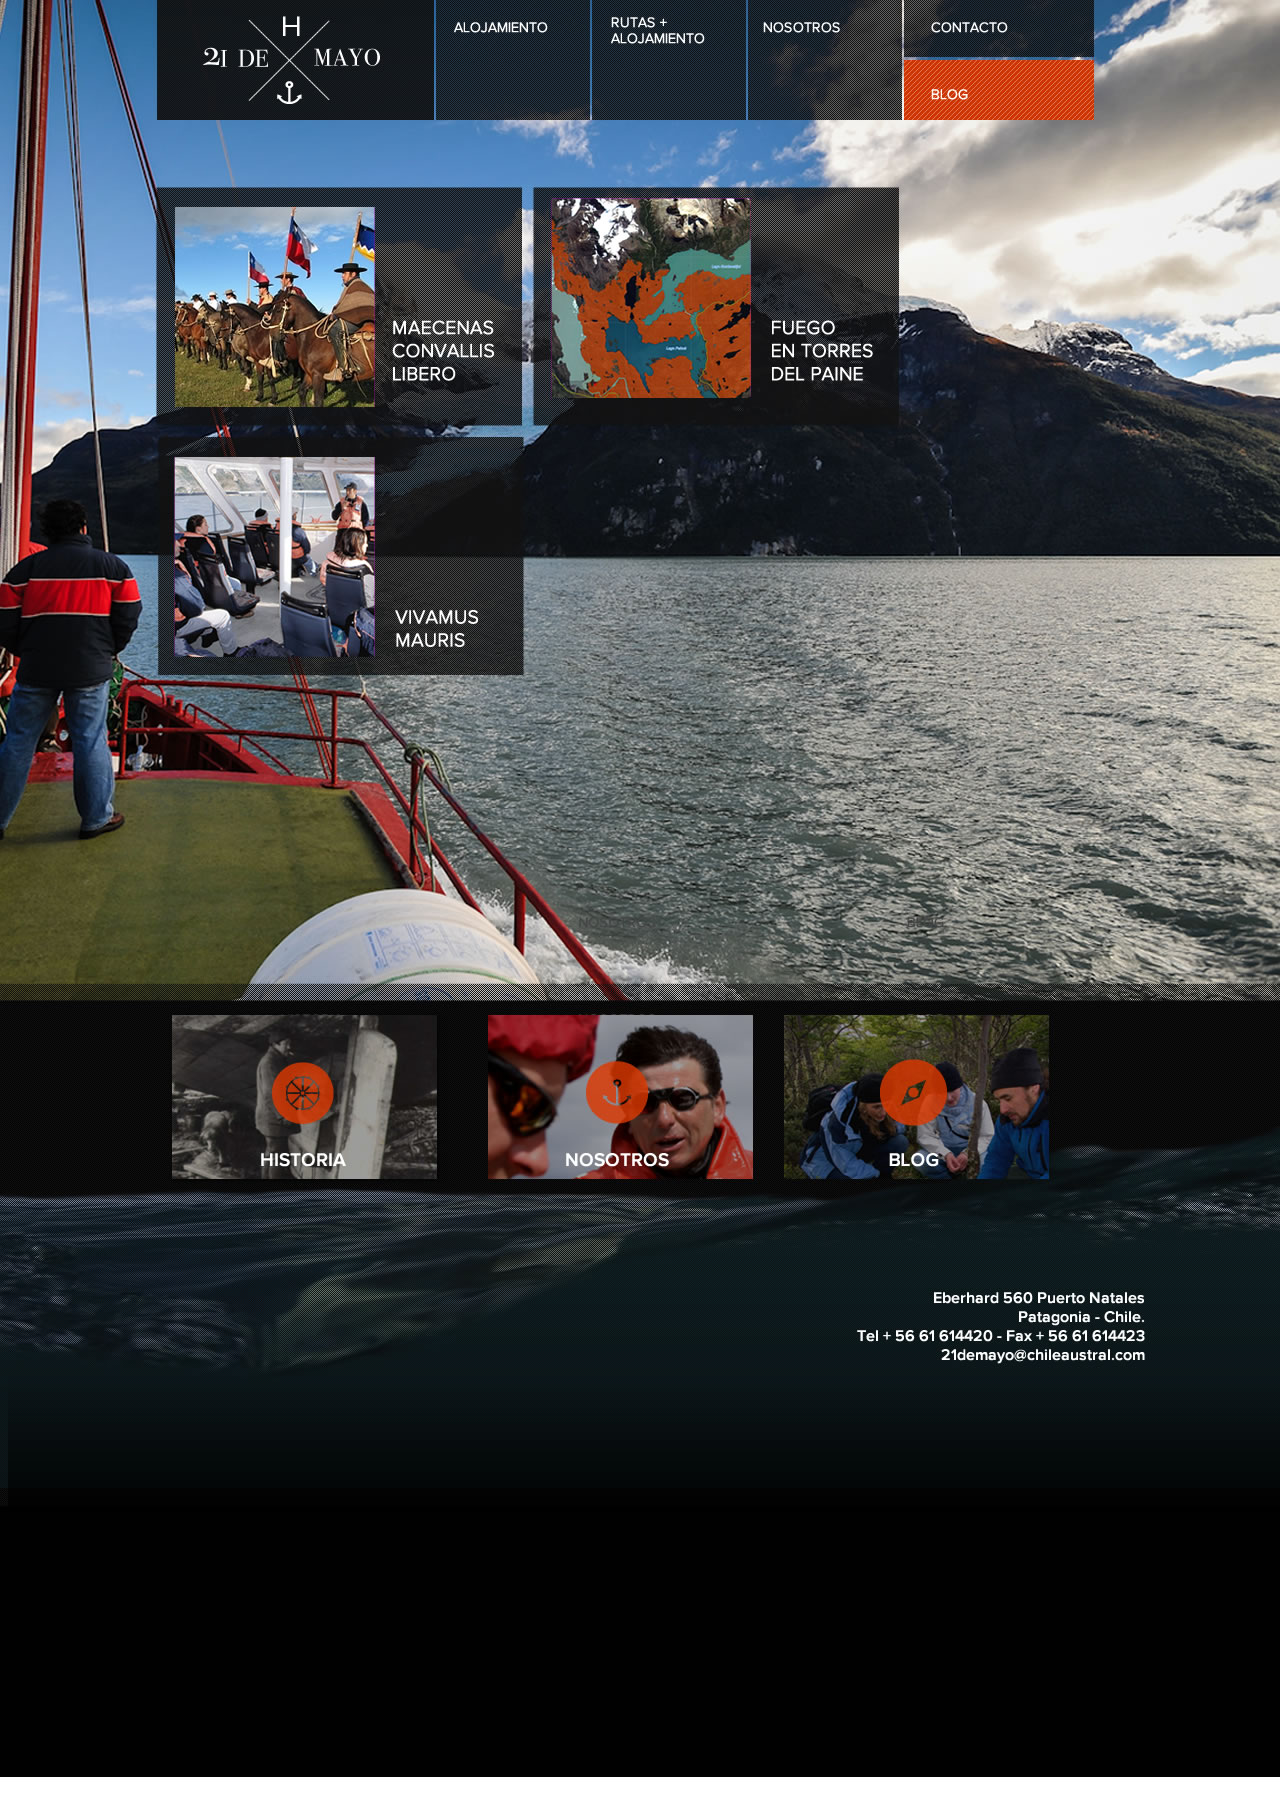 H
21 DE MAYO
ALOJAMIENTO
RUTAS +
ALOJAMIENTO
NOSOTROS
CONTACTO
BLOG
MAECENAS
CONVALLIS
LIBERO
FUEGO
EN TORRES
DEL PAINE
VIVAMUS
MAURIS
HISTORIA
NOSOTROS
BLOG
Eberhard 560 Puerto Natales
Patagonia - Chile.
Tel + 56 61 614420 - Fax + 56 61 614423
21demayo@chileaustral.com